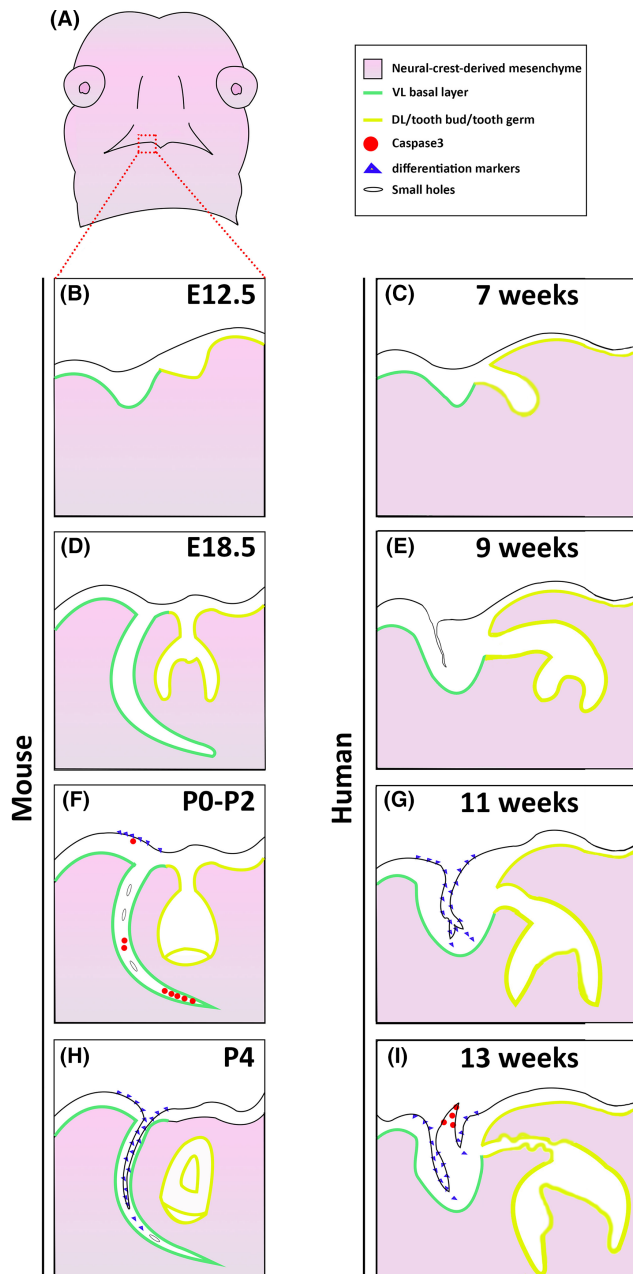 (A)
Neural-crest-derived mesenchyme
VL basal layer
DL/tooth bud/tooth germ
Caspase3
differentiation markers
Small holes
Mouse
Human
(B) E12.5
(C) 7 weeks
(D) E18.5
(E) 9 weeks
(F) P0-P2
(G) 11 weeks
(H) P4
(I) 13 weeks